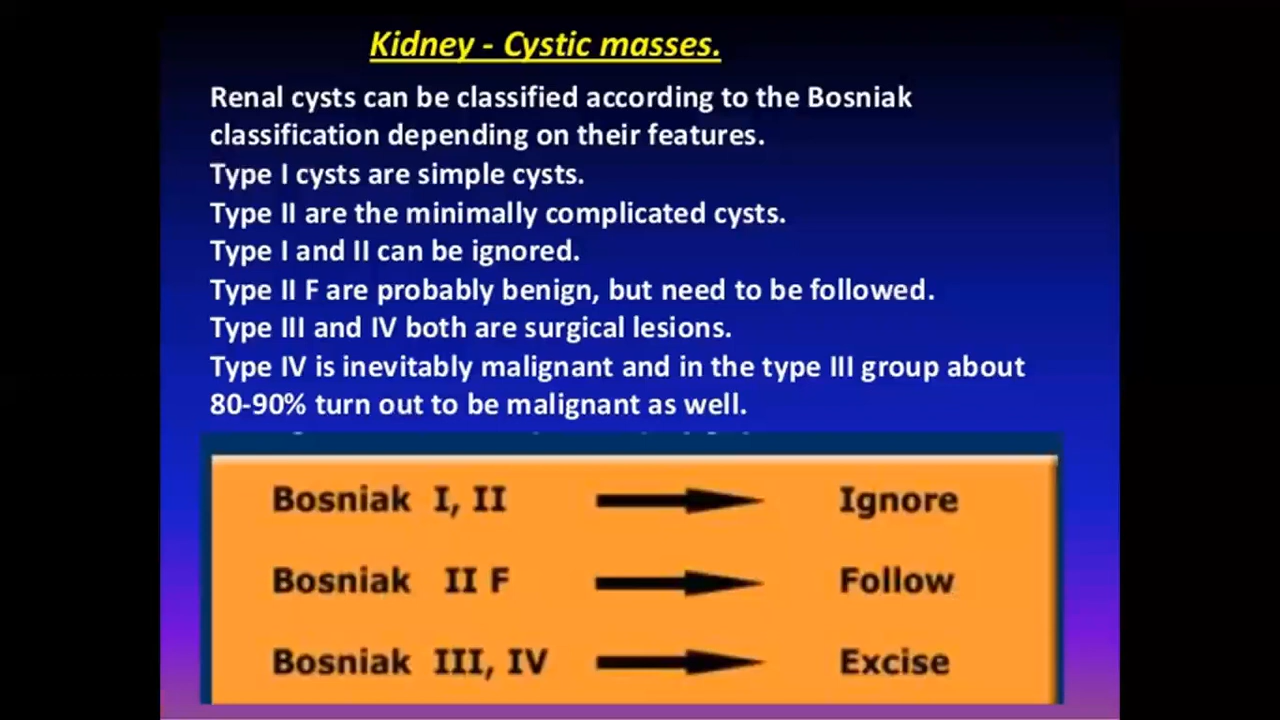 Kidney - Cystic masses.
Renal cysts can be classified according to the Bosniak
classification depending on their features.
Type I cysts are simple cysts.
Type II are the minimally complicated cysts.
Type I and II can be ignored.
Type II F are probably benign, but need to be followed.
Type III and IV both are surgical lesions.
Type IV is inevitably malignant and in the type III group about
80-90% turn out to be malignant as well.
Bosniak I, II Ignore
Bosniak II F Follow
Bosniak III, IV Excise